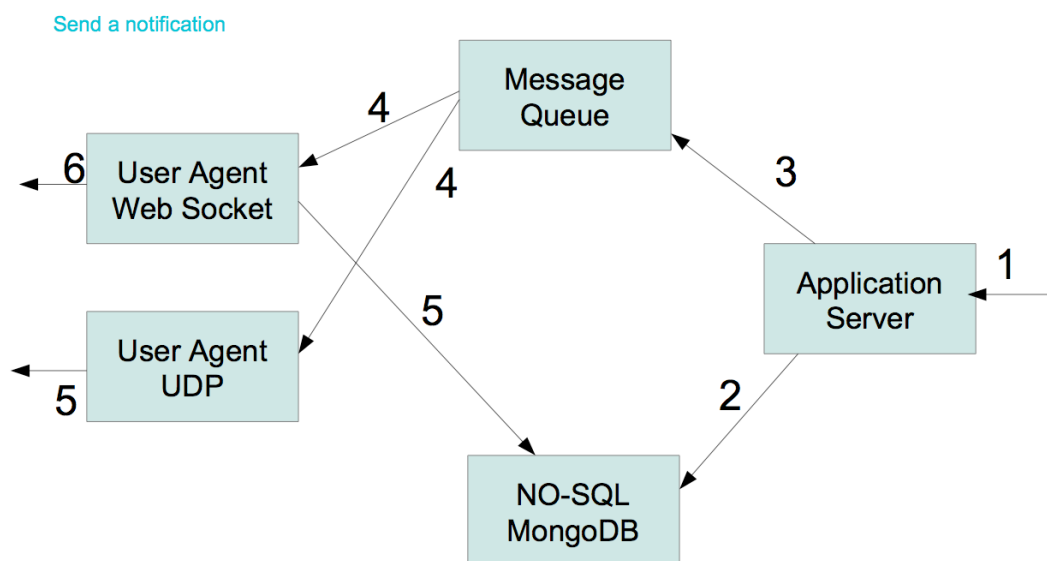 Send a notification
Message
Queue
4
6
User Agent
Web Socket
4
3
1
Application
Server
5
User Agent
UDP
5
2
NO-SQL
MongoDB